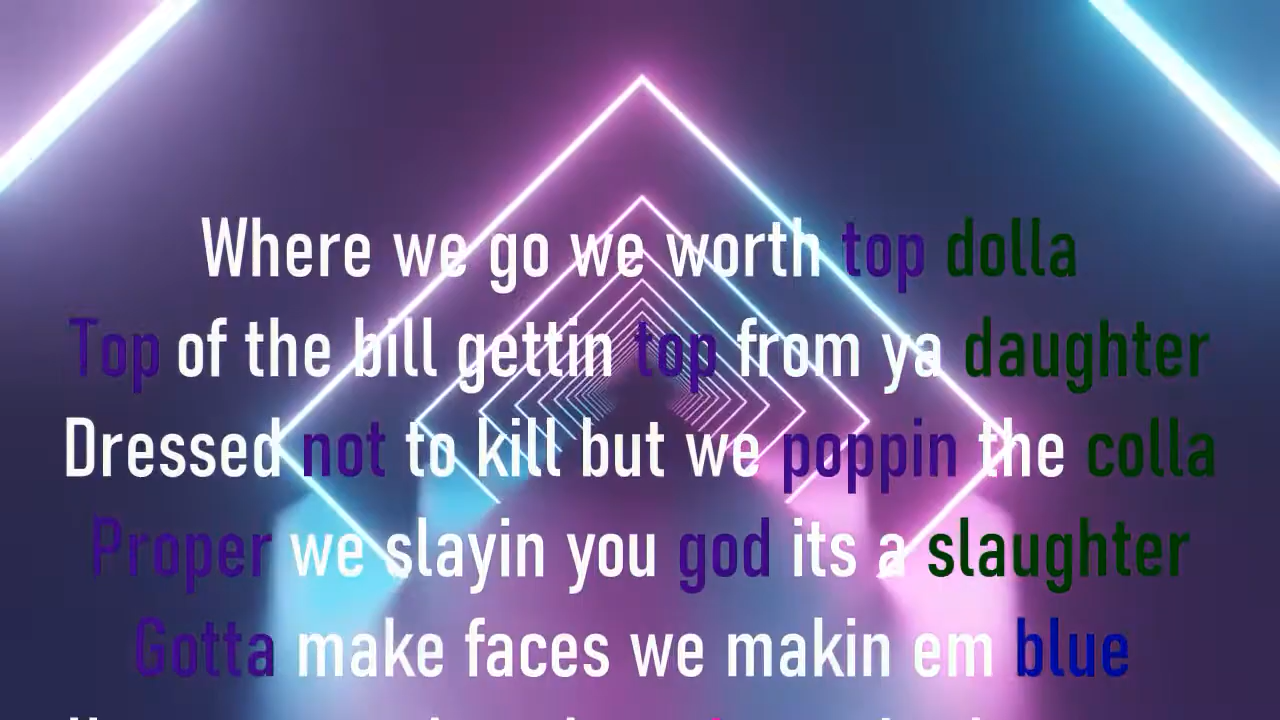 Where we go we worth top dolla
Top of the bill gettin top from ya daughter
Dressed not to kill but we poppin the colla
Proper we slayin you god its a slaughter
Gotta make faces we makin em blue